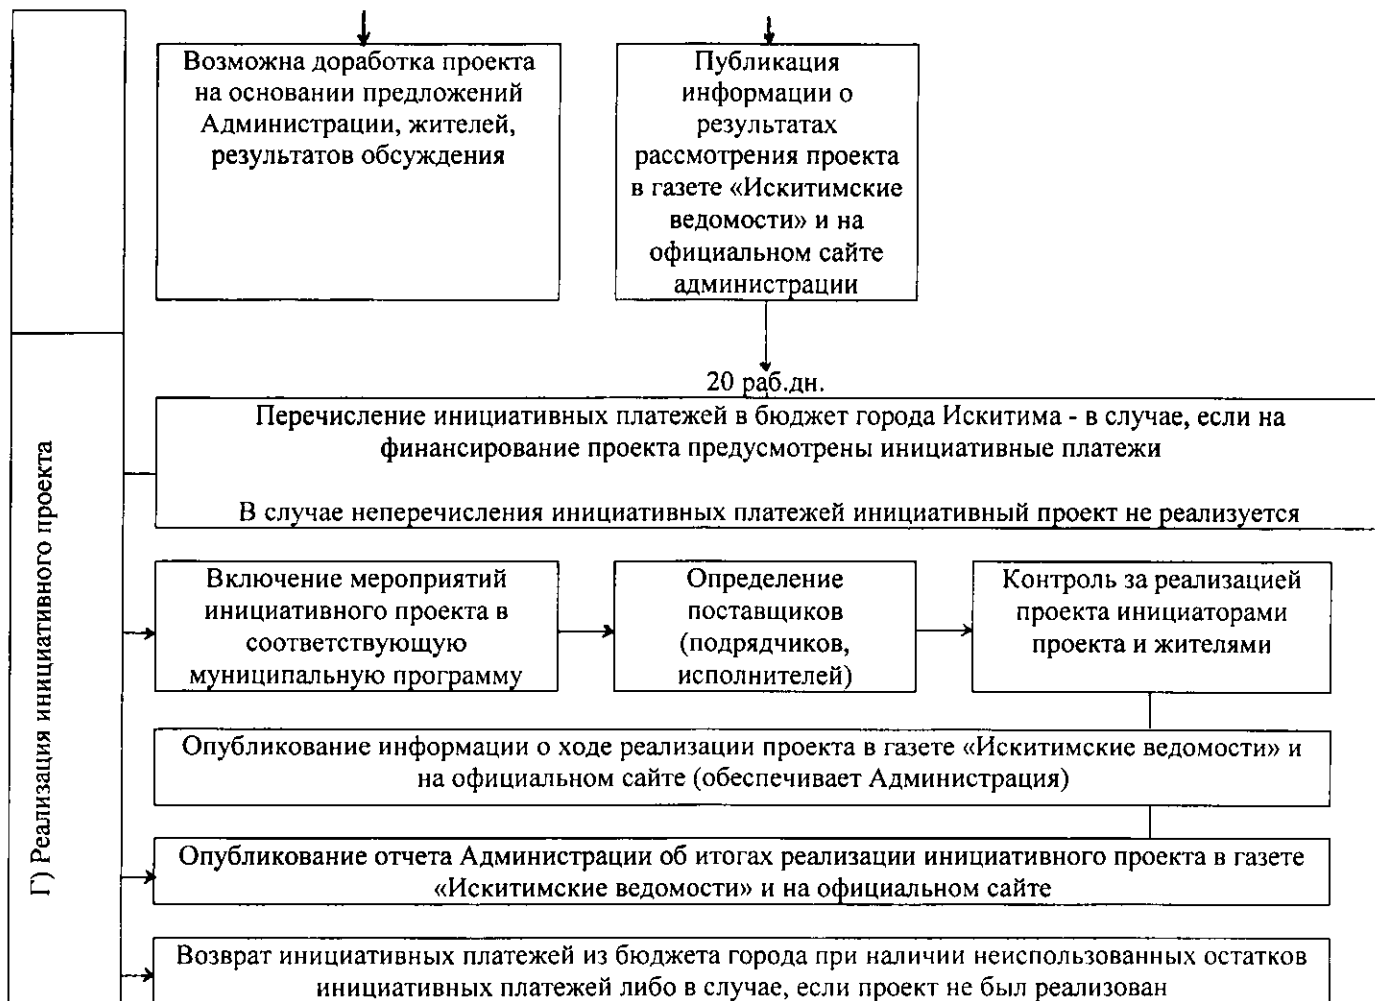 Возможна доработка проекта
на основании предложений
Администрации, жителей,
результатов обсуждения
Публикация
информации о
результатах
рассмотрения проекта
в газете «Искитимские
ведомости» и на
официальном сайте
администрации
20 раб.дн.
Г) Реализация инициативного проекта
Перечисление инициативных платежей в бюджет города Искитима - в случае, если на
финансирование проекта предусмотрены инициативные платежи
В случае неперечисления инициативных платежей инициативный проект не реализуется
Включение мероприятий
инициативного проекта в
соответствующую
муниципальную программу
Определение
поставщиков
(подрядчиков,
исполнителей)
Контроль за реализацией
проекта инициаторами
проекта и жителями
Опубликование информации о ходе реализации проекта в газете «Искитимские ведомости» и
на официальном сайте (обеспечивает Администрация)
Опубликование отчета Администрации об итогах реализации инициативного проекта в газете
«Искитимские ведомости» и на официальном сайте
Возврат инициативных платежей из бюджета города при наличии неиспользованных остатков
инициативных платежей либо в случае, если проект не был реализован